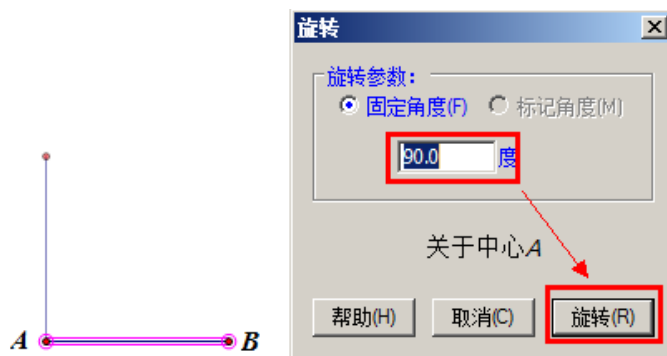 旋转
旋转参数：
固定角度(F) 标记角度(M)
90.0 度
关于中心A
帮助(H) 取消(C) 旋转(R)
A B